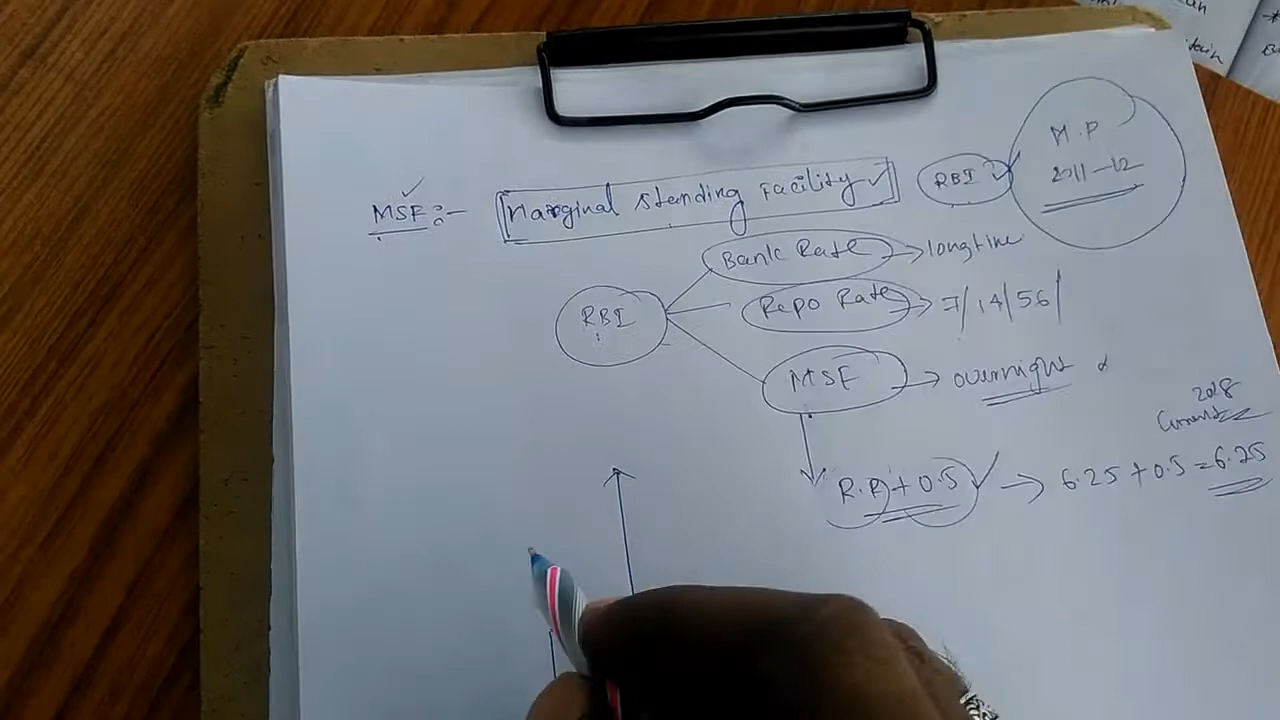 M.P
2011-12
RBI
MSF:- Marginal standing Facility
Bank Rate → longtime
RBI
Repo Rate → 7/14/56/
MSF → overnight
2018
Current
R.R + 0.5 → 6.25 + 0.5 = 6.25